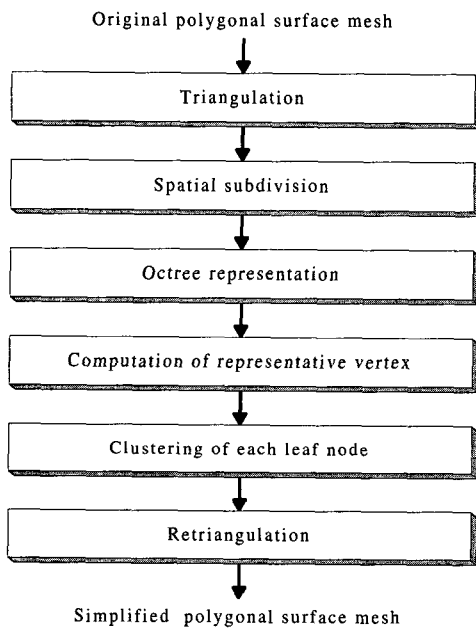 Original polygonal surface mesh
Triangulation
Spatial subdivision
Octree representation
Computation of representative vertex
Clustering of each leaf node
Retriangulation
Simplified polygonal surface mesh